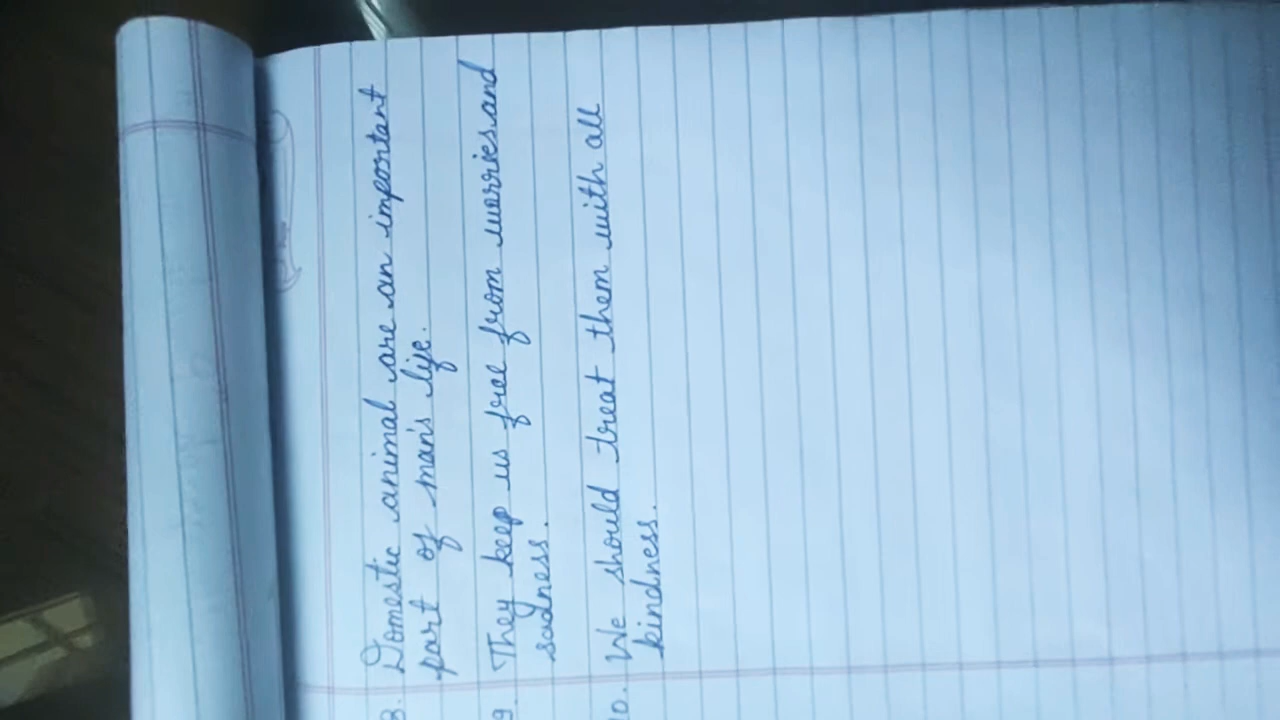 8. Domestic animal are an important
part of man's life.
9. They keep us free from worries and
sadness.
10. We should treat them with all
kindness.